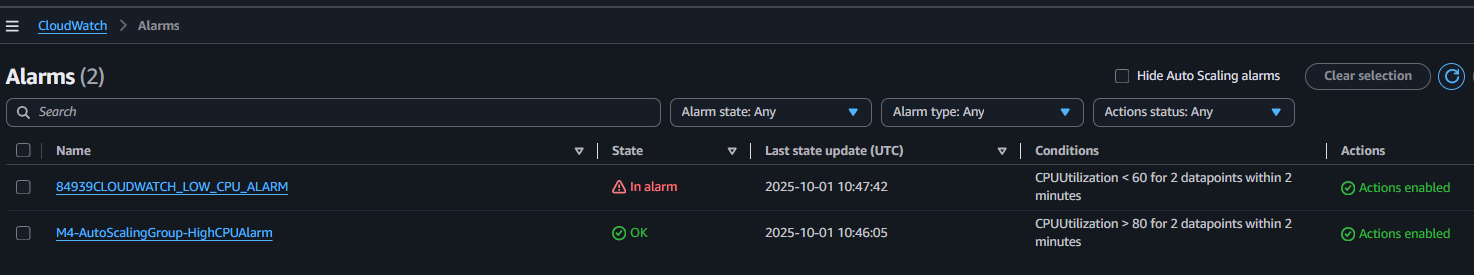 CloudWatch > Alarms
Alarms (2)
Hide Auto Scaling alarms
Clear selection
Search
Alarm state: Any
Alarm type: Any
Actions status: Any
Name State Last state update (UTC) Conditions Actions
84939CLOUDWATCH_LOW_CPU_ALARM In alarm 2025-10-01 10:47:42 CPUUtilization < 60 for 2 datapoints within 2 Actions enabled
minutes
M4-AutoScalingGroup-HighCPUAlarm OK 2025-10-01 10:46:05 CPUUtilization > 80 for 2 datapoints within 2 Actions enabled
minutes